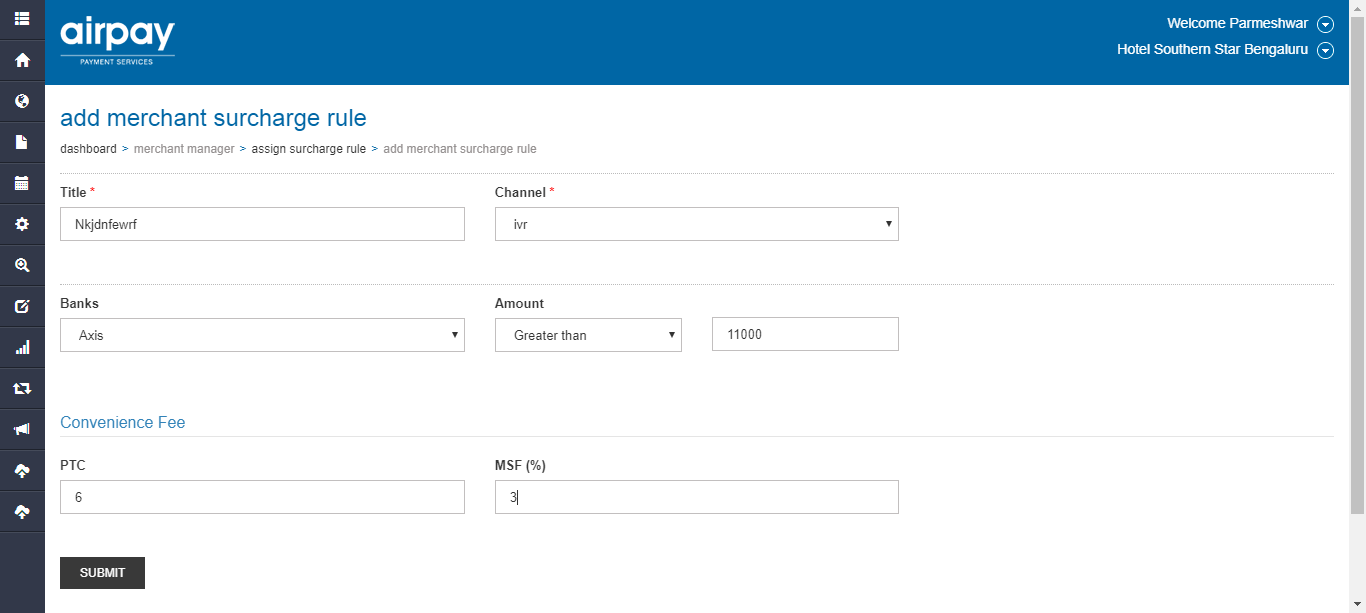 airpay
PAYMENT SERVICES
Welcome Parmeshwar
Hotel Southern Star Bengaluru
add merchant surcharge rule
dashboard > merchant manager > assign surcharge rule > add merchant surcharge rule
Title * Channel *
Nkjdnfewrf ivr
Banks Amount
Axis Greater than 11000
Convenience Fee
PTC MSF (%)
6 3
SUBMIT